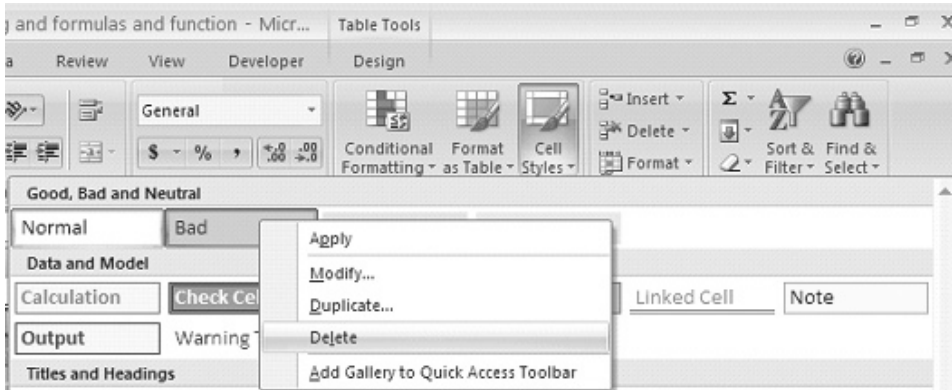 g and formulas and function - Micr... Table Tools
a Review View Developer Design
General Insert Σ
Delete
$ % , .0 .00 Conditional Format Cell Format Sort & Find &
Formatting as Table Styles Filter Select
Good, Bad and Neutral
Normal Bad
Apply
Data and Model
Modify...
Calculation Check Cel Linked Cell Note
Duplicate...
Output Warning T Delete
Titles and Headings Add Gallery to Quick Access Toolbar